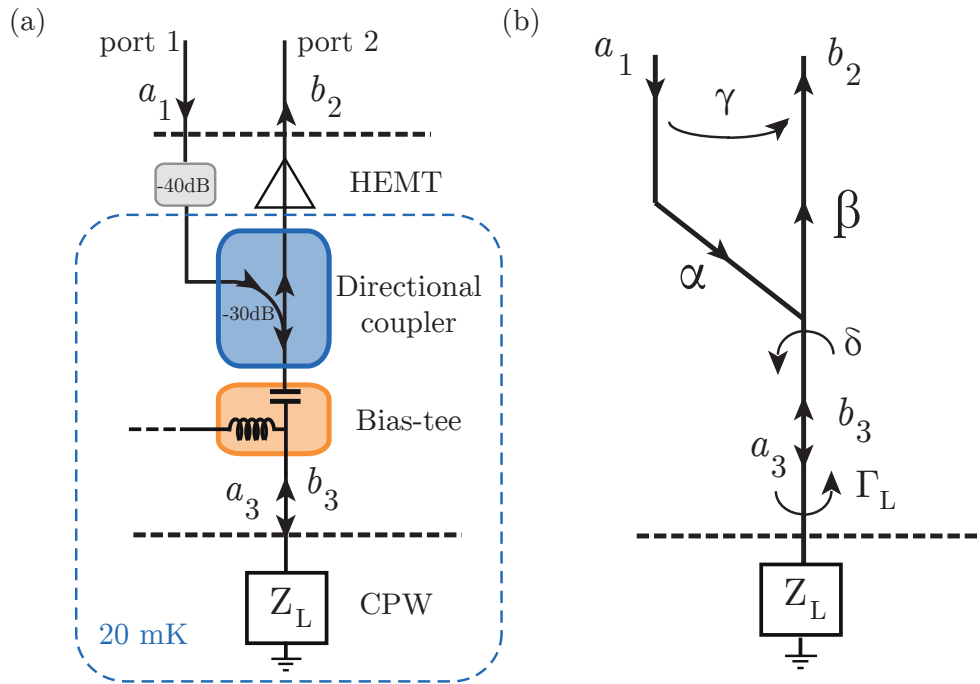 (a)
port 1
port 2
a1
b2
-40dB
HEMT
-30dB
Directional
coupler
Bias-tee
a3
b3
ZL
CPW
20 mK
(b)
a1
b2
γ
β
α
δ
b3
a3
ΓL
ZL